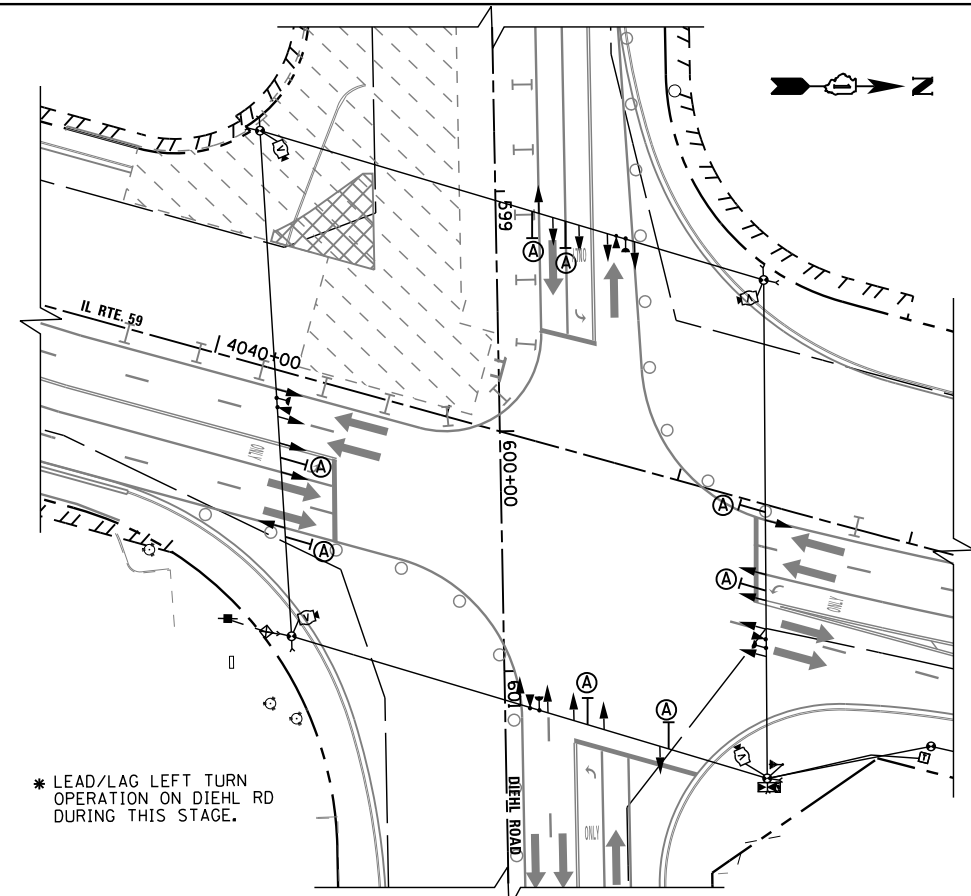 N
1
V
599
A
A
ONLY
V
IL RTE. 59
4040+00
ONLY
A
600+00
A
A
A
ONLY
V
601
A
A
V
E
* LEAD/LAG LEFT TURN
OPERATION ON DIEHL RD
DURING THIS STAGE.
DIEHL ROAD
ONLY